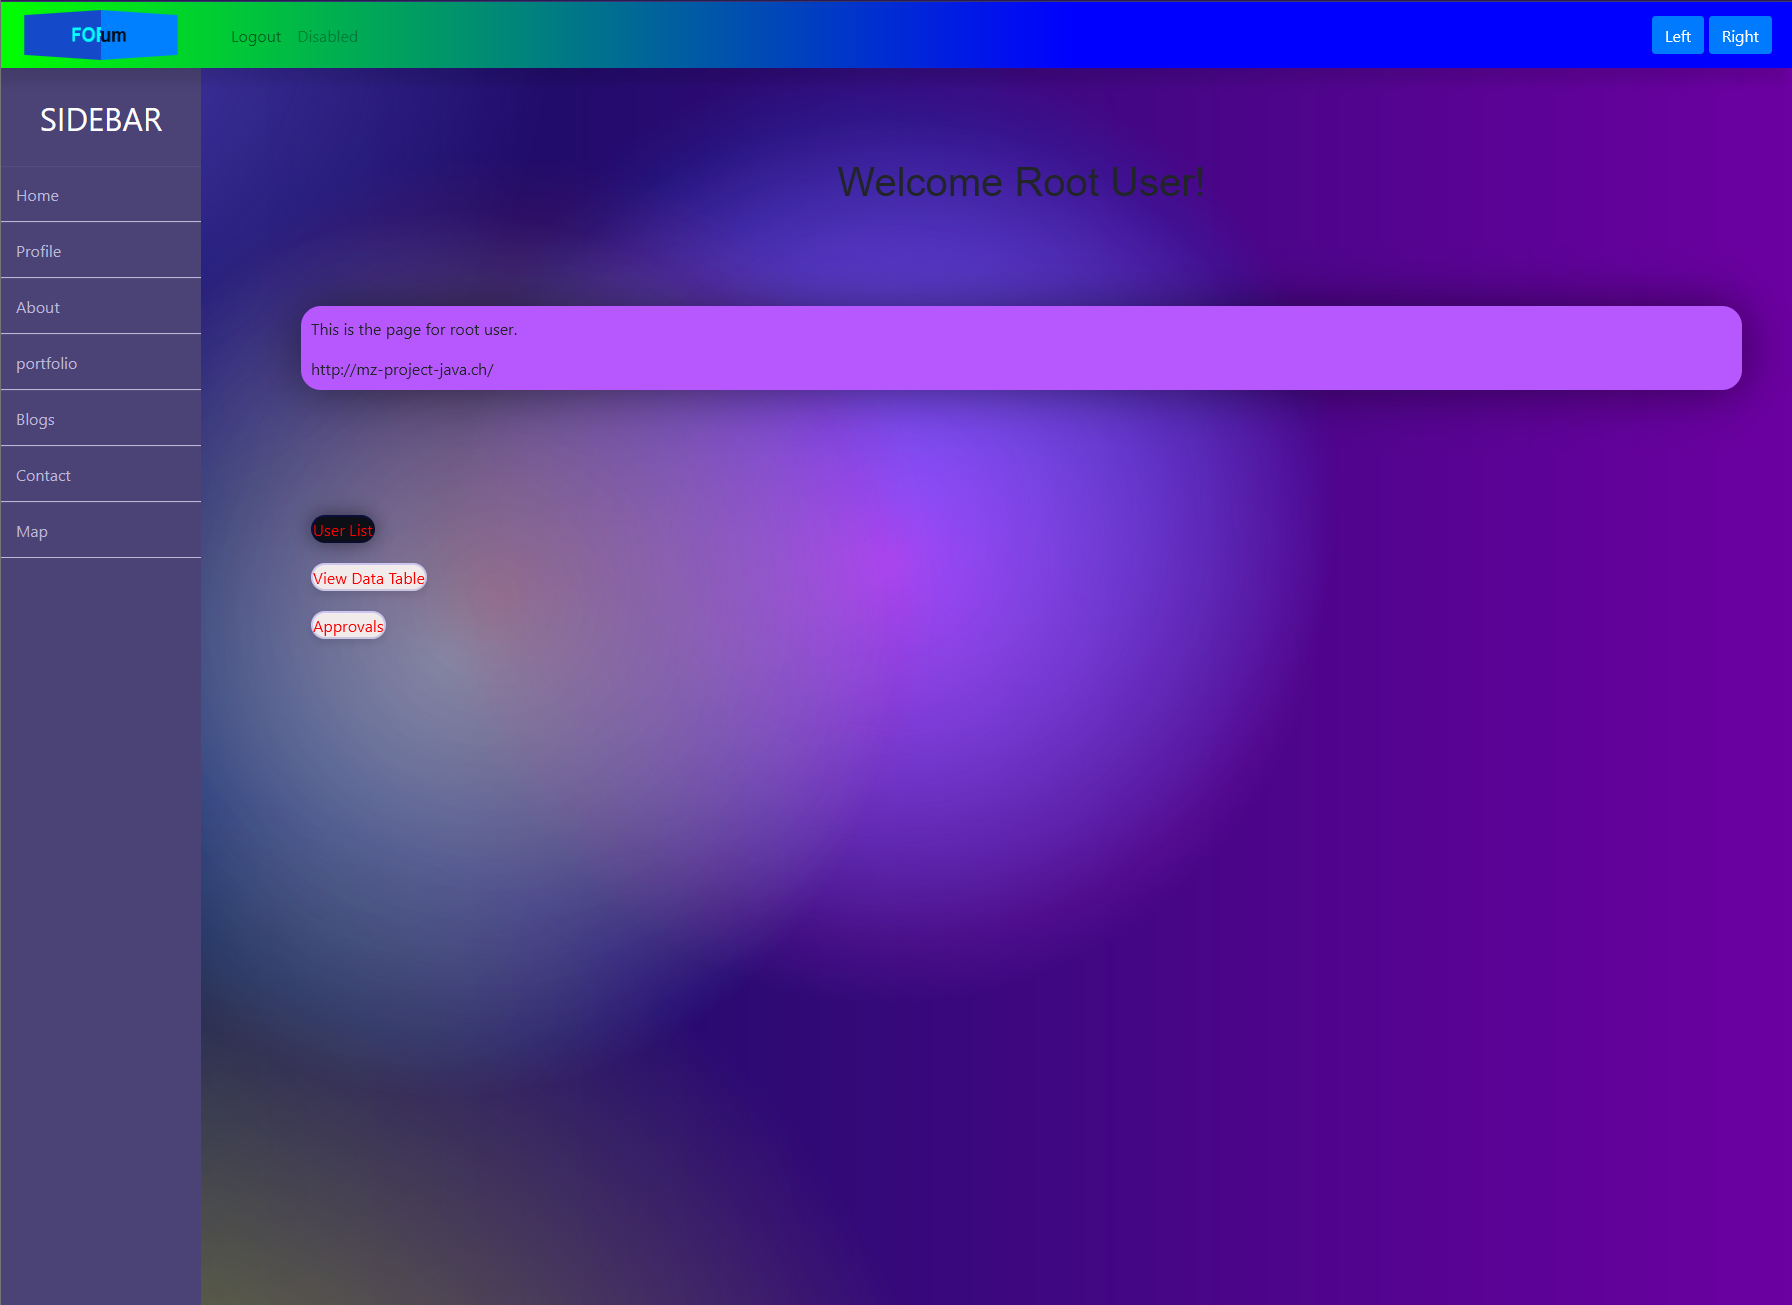 FORum
Logout Disabled
Left Right
SIDEBAR
Home
Profile
About
portfolio
Blogs
Contact
Map
Welcome Root User!
This is the page for root user.
http://mz-project-java.ch/
User List
View Data Table
Approvals